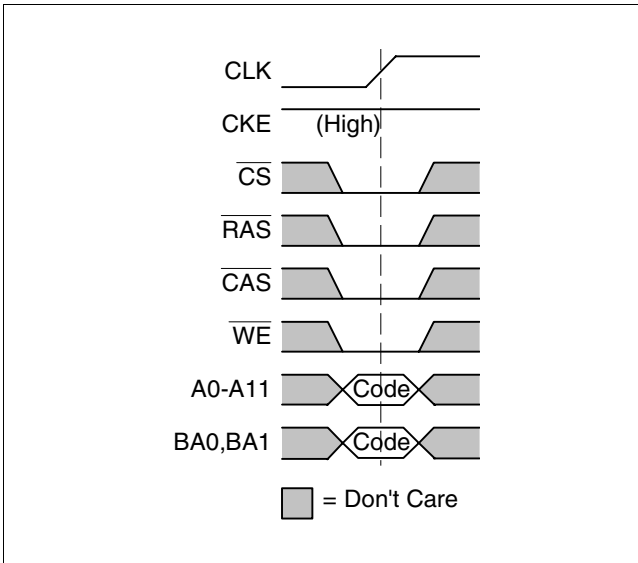 CLK
CKE (High)
CS
RAS
CAS
WE
A0-A11 Code
BA0,BA1 Code
= Don't Care